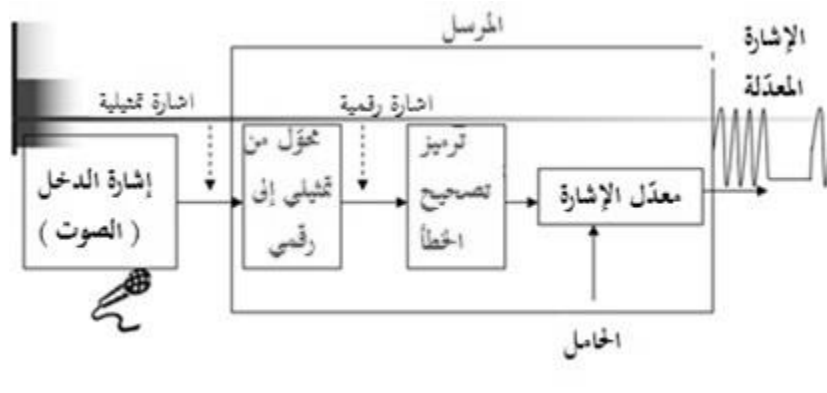 المرسل
الإشارة
المعدّلة
اشارة تمثيلية
اشارة رقمية
إشارة الدخل
( الصوت )
محوّل من
تمثيلي إلى
رقمي
ترميز
تصحيح
الخطأ
معدّل الإشارة
الحامل